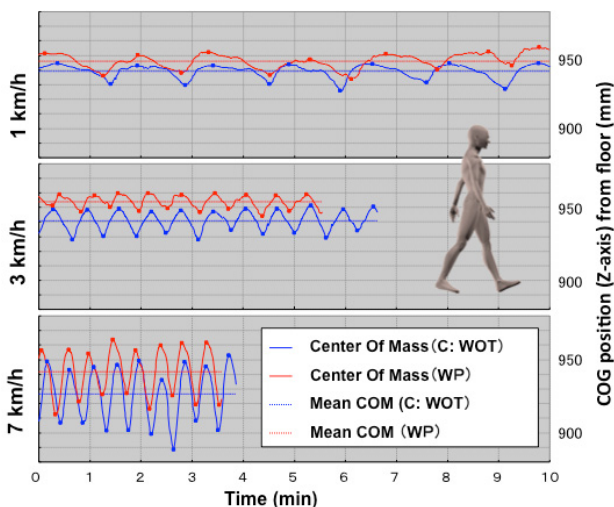 1 km/h
950
900
3 km/h
950
900
7 km/h
950
900
COG position (Z-axis) from floor (mm)
Center Of Mass (C: WOT)
Center Of Mass (WP)
Mean COM (C: WOT)
Mean COM (WP)
0 1 2 3 4 5 6 7 8 9 10
Time (min)